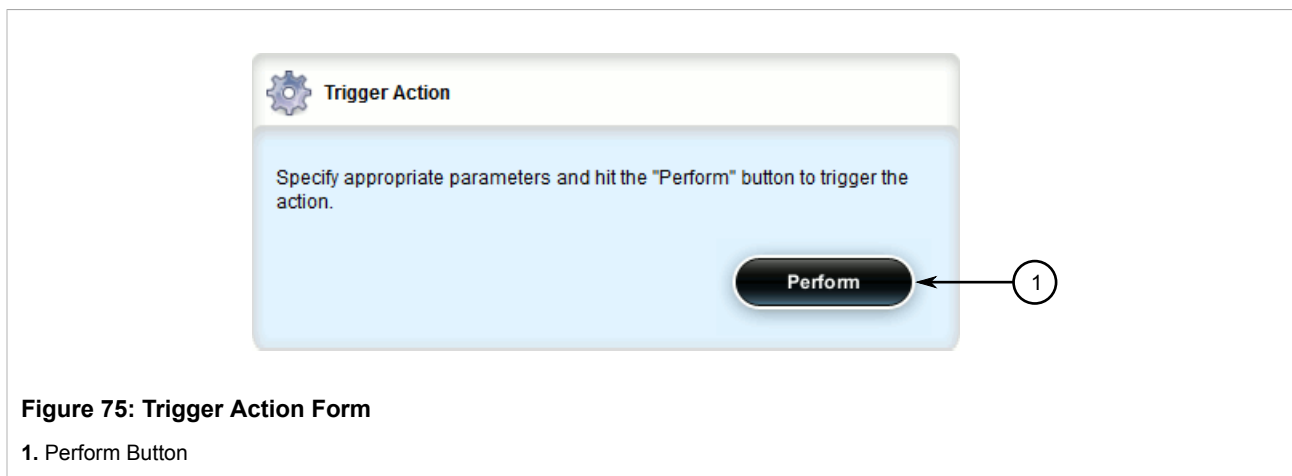 Trigger Action
Specify appropriate parameters and hit the "Perform" button to trigger the
action.
Perform
1
Figure 75: Trigger Action Form
1. Perform Button